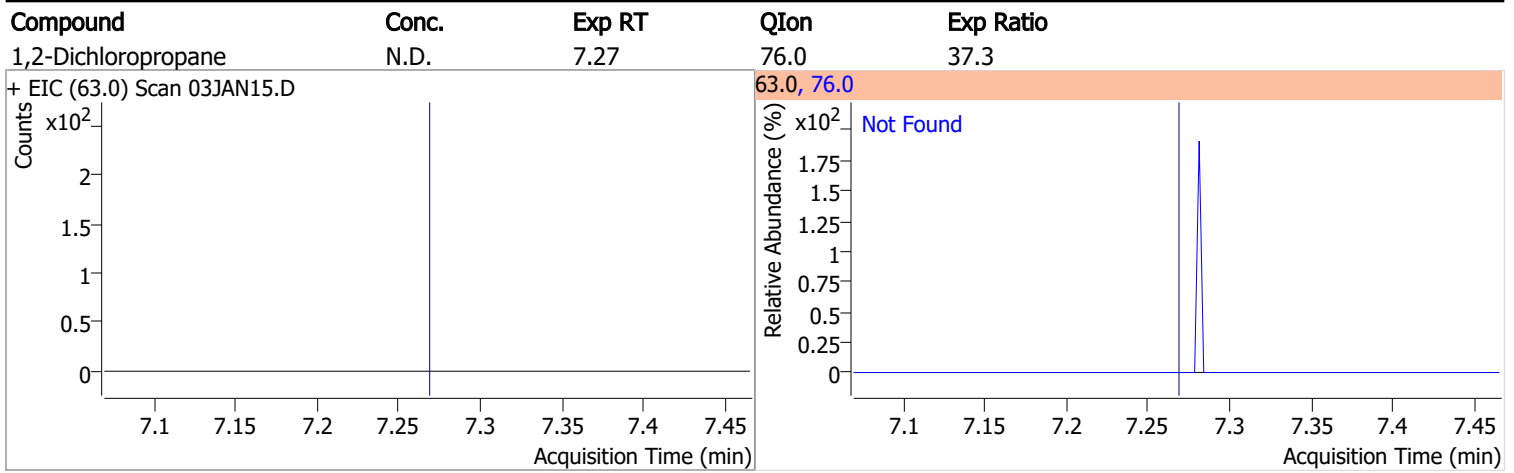 Compound Conc. Exp RT QIon Exp Ratio
1,2-Dichloropropane N.D. 7.27 76.0 37.3
+ EIC (63.0) Scan 03JAN15.D
Counts
x10²
2
1.5
1
0.5
0
7.1 7.15 7.2 7.25 7.3 7.35 7.4 7.45
Acquisition Time (min)
63.0, 76.0
Relative Abundance (%)
x10²
Not Found
1.75
1.5
1.25
1
0.75
0.5
0.25
0
7.1 7.15 7.2 7.25 7.3 7.35 7.4 7.45
Acquisition Time (min)